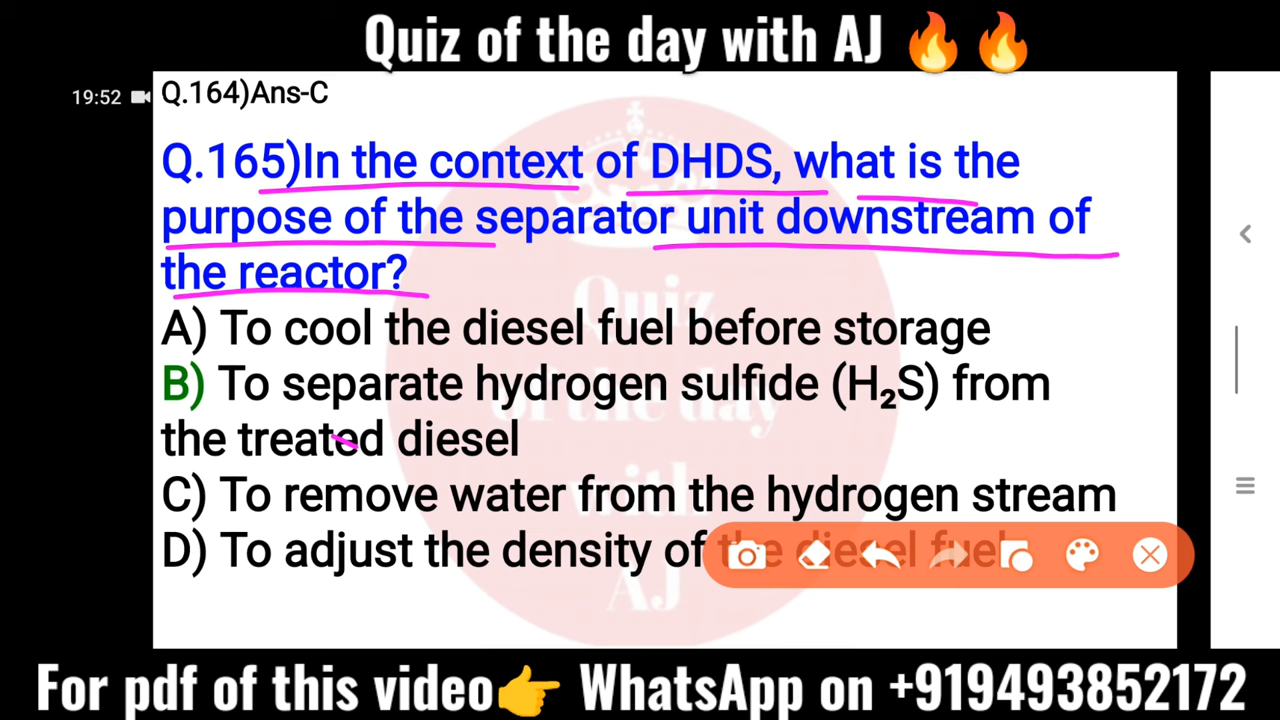 Quiz of the day with AJ 🔥🔥
19:52
Q.164)Ans-C
Q.165)In the context of DHDS, what is the
purpose of the separator unit downstream of
the reactor?
A) To cool the diesel fuel before storage
B) To separate hydrogen sulfide (H₂S) from
the treated diesel
C) To remove water from the hydrogen stream
D) To adjust the density of the diesel fuel
Quiz
of the day
with
AJ
For pdf of this video👉 WhatsApp on +919493852172